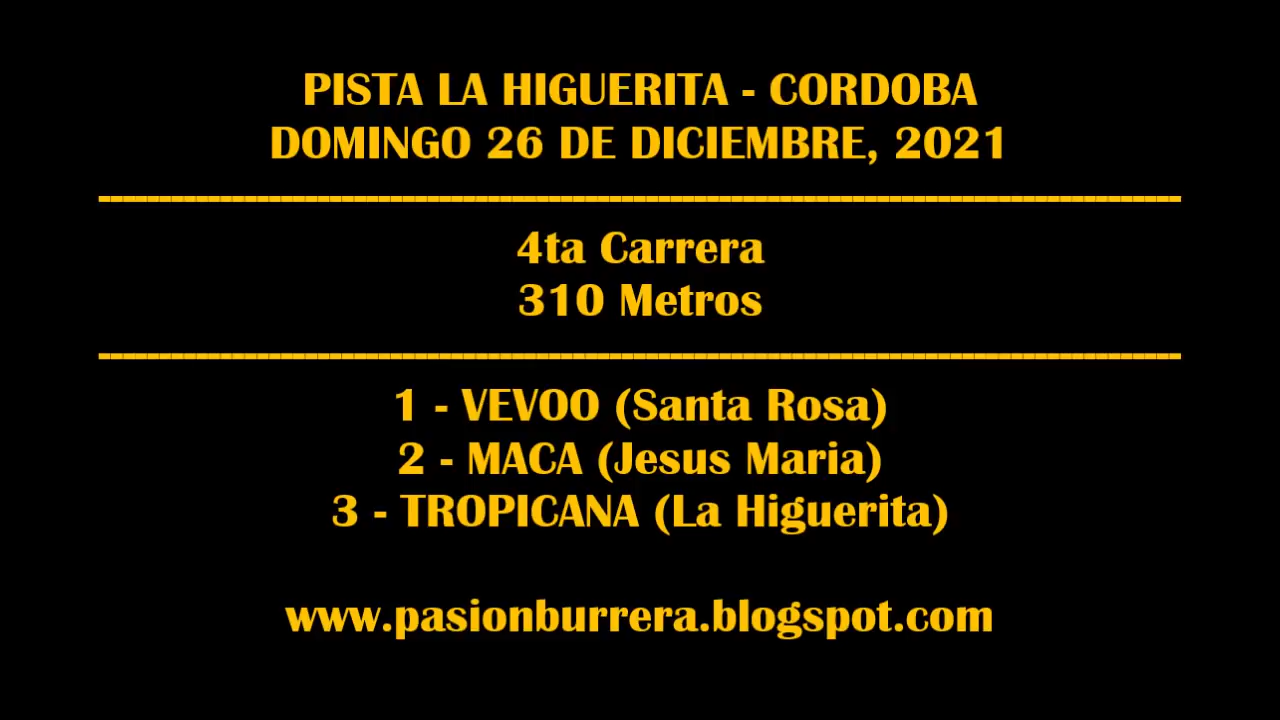 PISTA LA HIGUERITA - CORDOBA
DOMINGO 26 DE DICIEMBRE, 2021
4ta Carrera
310 Metros
1 - VEVOO (Santa Rosa)
2 - MACA (Jesus Maria)
3 - TROPICANA (La Higuerita)
www.pasionburrera.blogspot.com